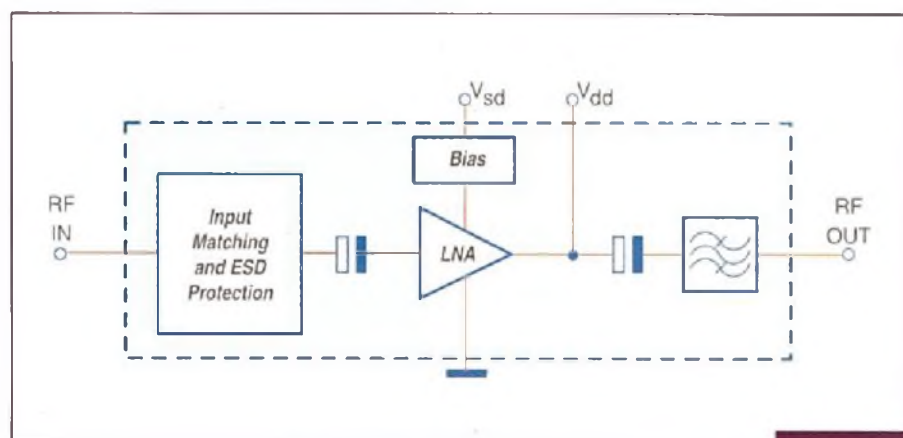 Vsd
Vdd
Bias
RF
IN
Input
Matching
and ESD
Protection
LNA
RF
OUT